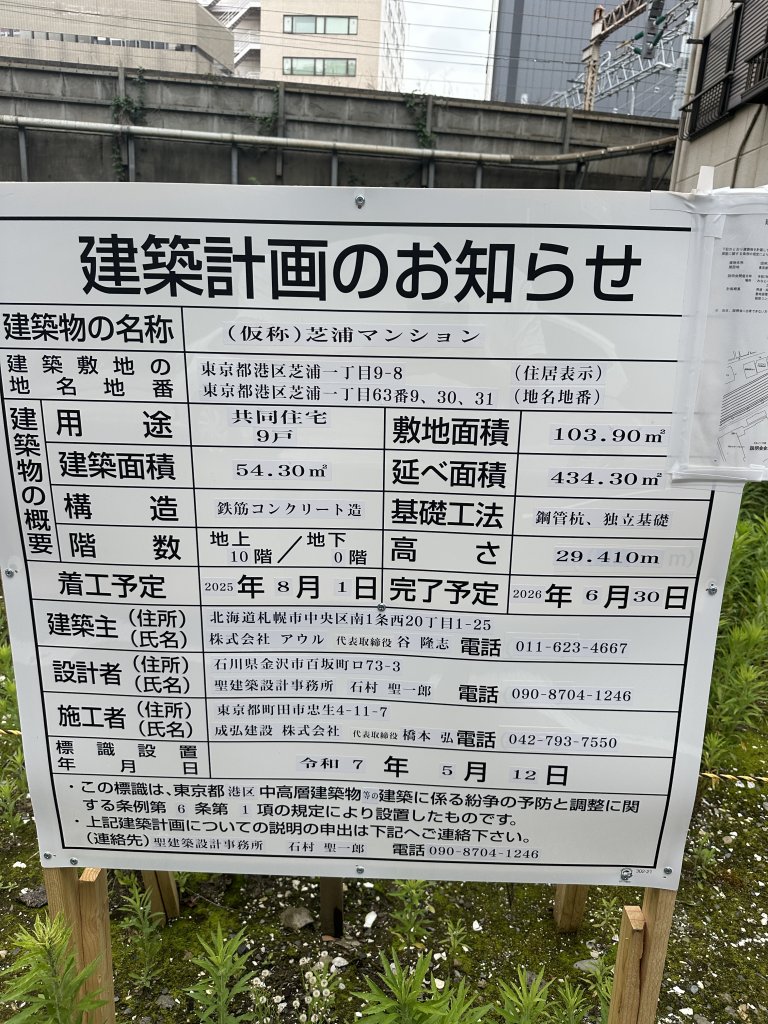 建築計画のお知らせ
建築物の名称 (仮称)芝浦マンション
建築敷地の地名地番 東京都港区芝浦一丁目9-8 (住居表示)
東京都港区芝浦一丁目63番9、30、31 (地名地番)
建築物の概要
用途 共同住宅 9戸 敷地面積 103.90㎡
建築面積 54.30㎡ 延べ面積 434.30㎡
構造 鉄筋コンクリート造 基礎工法 鋼管杭、独立基礎
階数 地上10階/地下0階 高さ 29.410m
着工予定 2025年8月1日 完了予定 2026年6月30日
建築主(住所) 北海道札幌市中央区南1条西20丁目1-25
(氏名) 株式会社 アウル 代表取締役 谷 隆志 電話 011-623-4667
設計者(住所) 石川県金沢市百坂町ロ73-3
(氏名) 聖建築設計事務所 石村 聖一郎 電話 090-8704-1246
施工者(住所) 東京都町田市忠生4-11-7
(氏名) 成弘建設 株式会社 代表取締役 橋本 弘 電話 042-793-7550
標識設置年月日 令和7年5月12日
・この標識は、東京都港区中高層建築物等の建築に係る紛争の予防と調整に関
する条例第6条第1項の規定により設置したものです。
・上記建築計画についての説明の申出は下記へご連絡下さい。
(連絡先)聖建築設計事務所 石村 聖一郎 電話 090-8704-1246
302-21